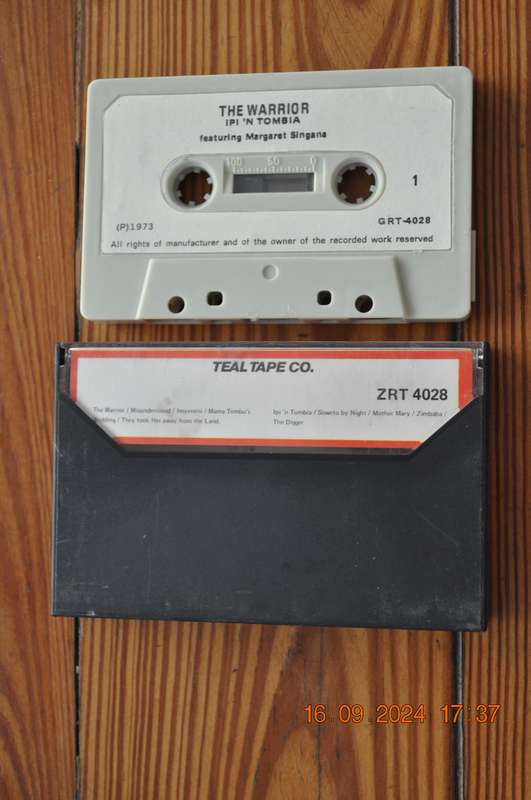 THE WARRIOR
IPI 'N TOMBIA
featuring Margaret Singana
100 50 0
1
(P)1973
GRT-4028
All rights of manufacturer and of the owner of the recorded work reserved
TEAL TAPE CO.
ZRT 4028
The Warrior / Misunderstood / Inyemini / Mama Tembu's
Wedding / They took him away from the Land.
Ipi 'n Tombia / Soweto by Night / Mother Mary / Zimbaba /
The Digger
16.09.2024 17:37